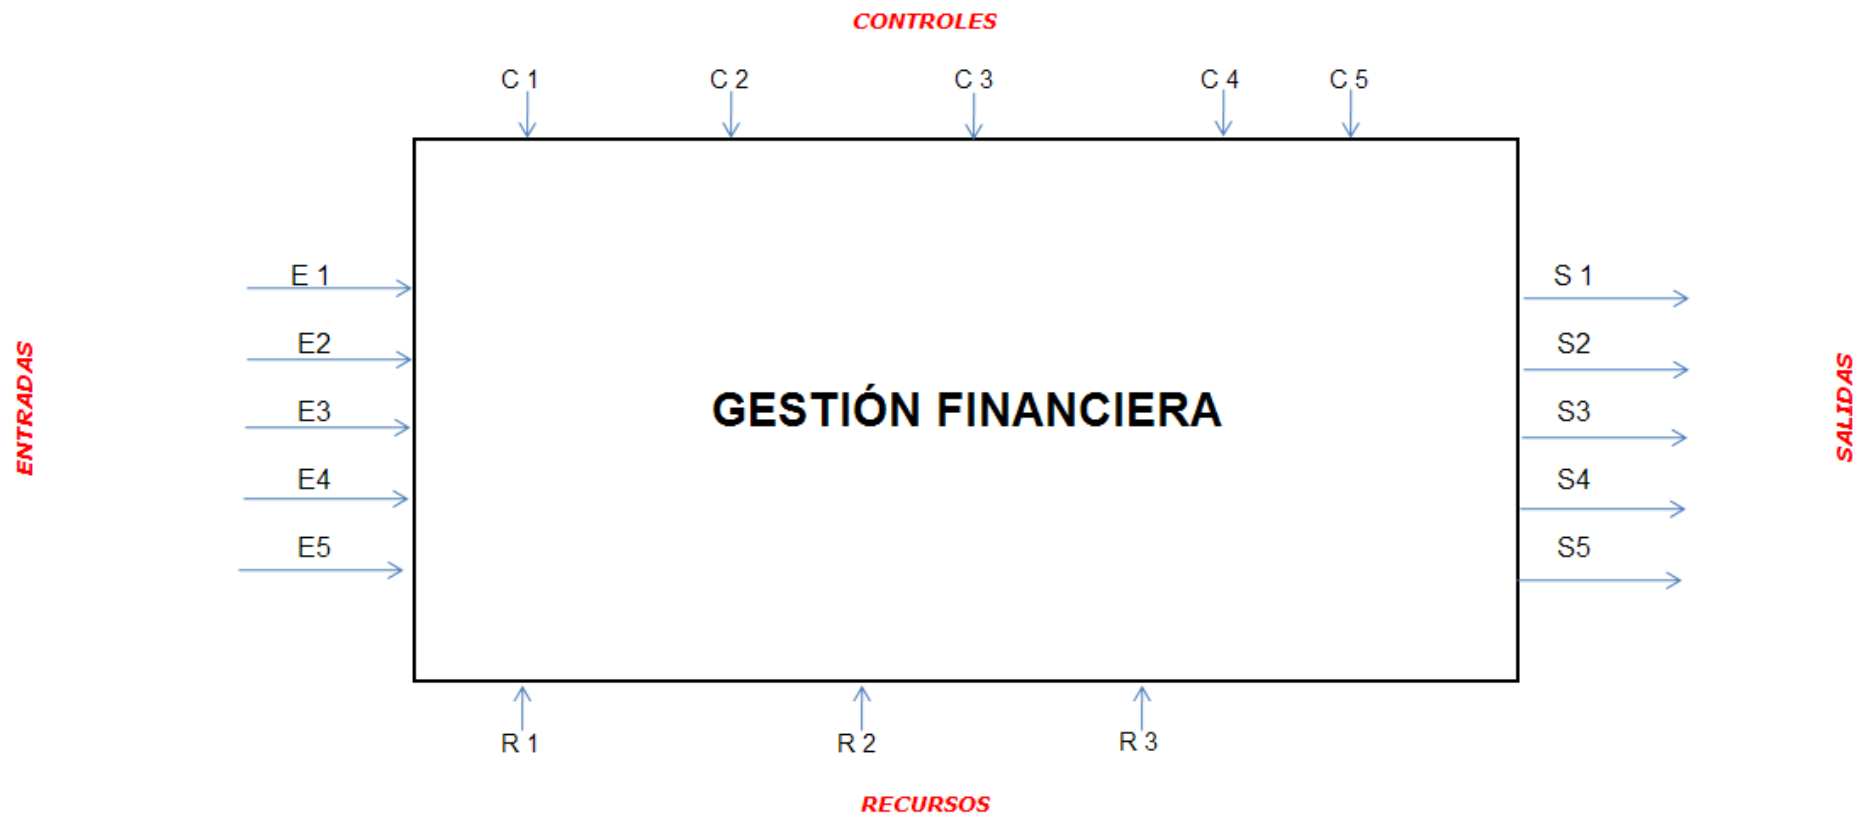 CONTROLES
C 1 C 2 C 3 C 4 C 5
E 1 S 1
E2 S2
ENTRADAS
SALIDAS
GESTIÓN FINANCIERA
E3 S3
E4 S4
E5 S5
R 1 R 2 R 3
RECURSOS